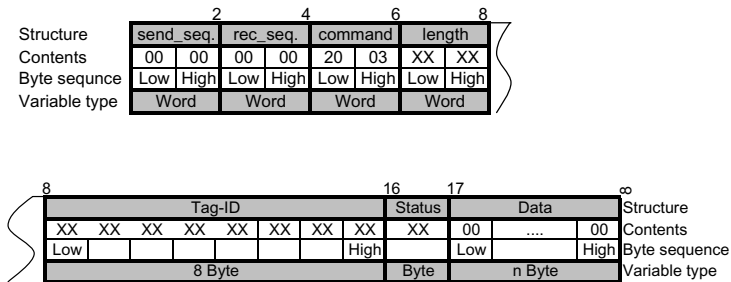 2 4 6 8
Structure send_seq. rec_seq. command length
Contents 00 00 00 00 20 03 XX XX
Byte sequnce Low High Low High Low High Low High
Variable type Word Word Word Word
8 16 17 ∞
Tag-ID Status Data Structure
XX XX XX XX XX XX XX XX XX 00 .... 00 Contents
Low High Low High Byte sequence
8 Byte Byte n Byte Variable type